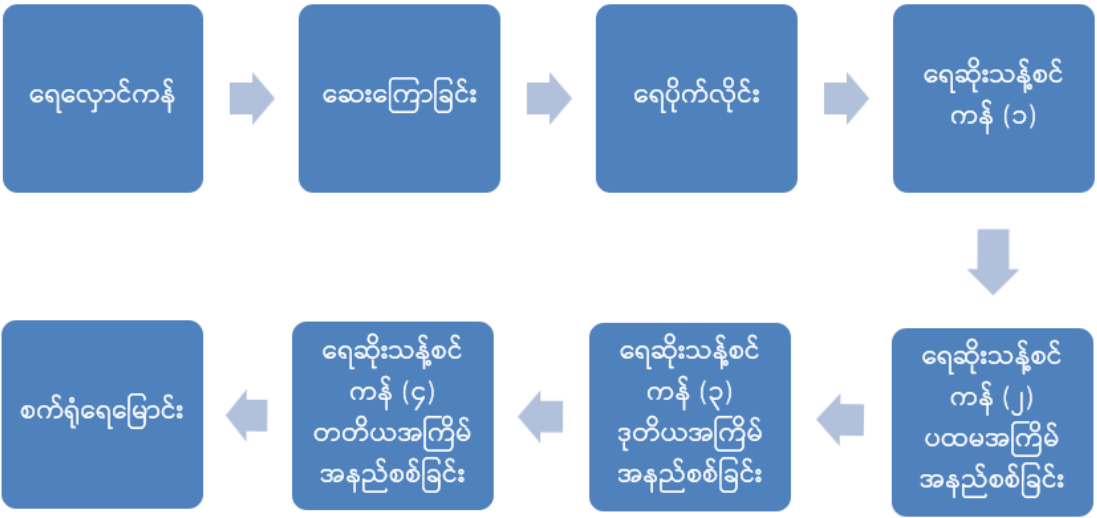 ရေလှောင်ကန်
ဆေးကြောခြင်း
ရေပိုက်လိုင်း
ရေဆိုးသန့်စင်
ကန် (၁)
ရေဆိုးသန့်စင်
ကန် (၂)
ပထမအကြိမ်
အနည်စစ်ခြင်း
ရေဆိုးသန့်စင်
ကန် (၃)
ဒုတိယအကြိမ်
အနည်စစ်ခြင်း
ရေဆိုးသန့်စင်
ကန် (၄)
တတိယအကြိမ်
အနည်စစ်ခြင်း
စက်ရုံရေမြောင်း